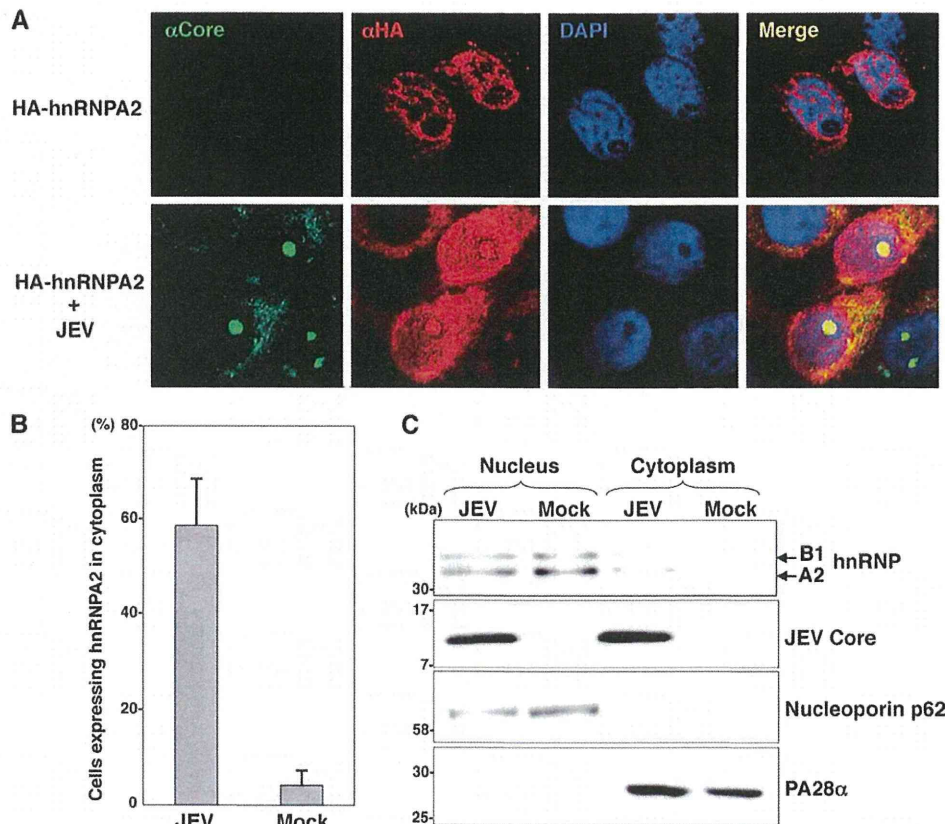 A
αCore αHA DAPI Merge
HA-hnRNPA2
HA-hnRNPA2
+
JEV
B
(%)
80
60
40
20
0
Cells expressing hnRNPA2 in cytoplasm
JEV Mock
C
Nucleus Cytoplasm
(kDa) JEV Mock JEV Mock
B1 hnRNP
A2
30
17
JEV Core
7
Nucleoporin p62
58
30
PA28α
25